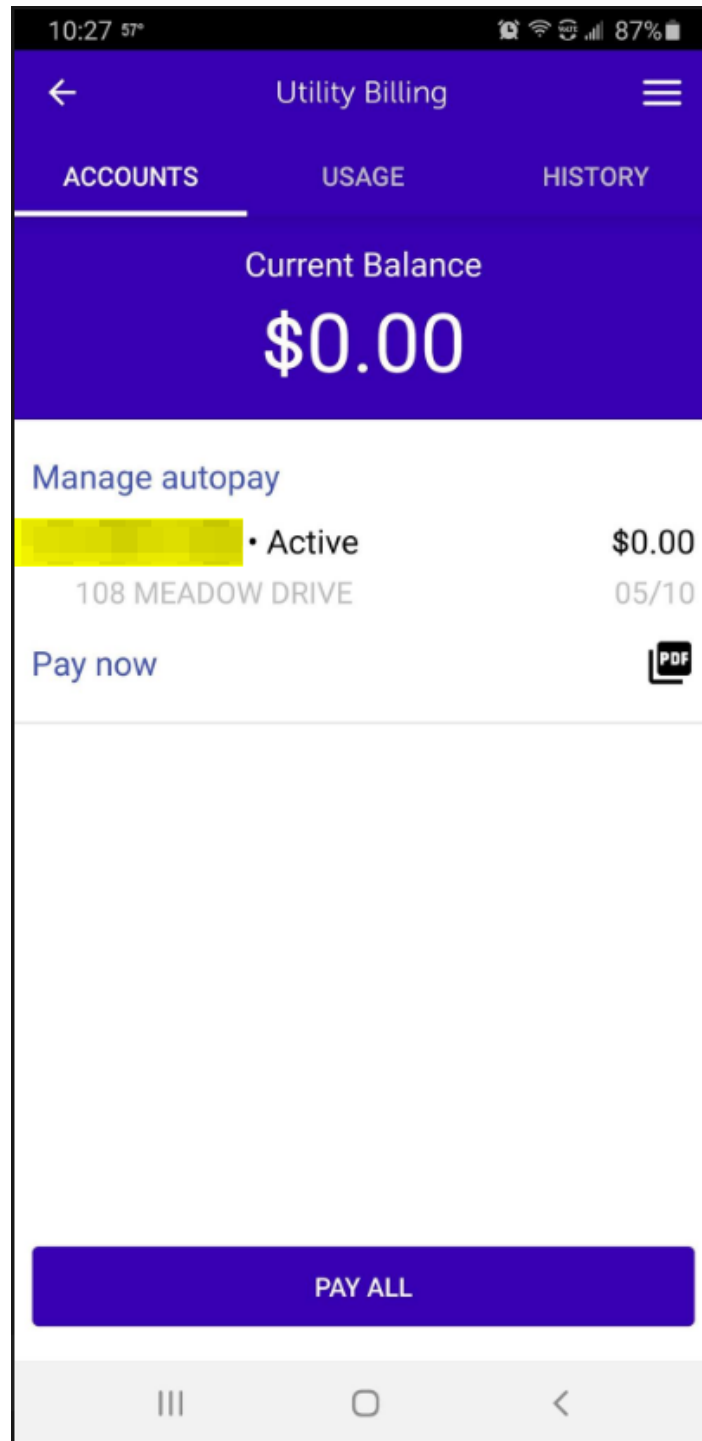 10:27 57° 87%
Utility Billing
ACCOUNTS USAGE HISTORY
Current Balance
$0.00
Manage autopay
• Active $0.00
108 MEADOW DRIVE 05/10
Pay now PDF
PAY ALL